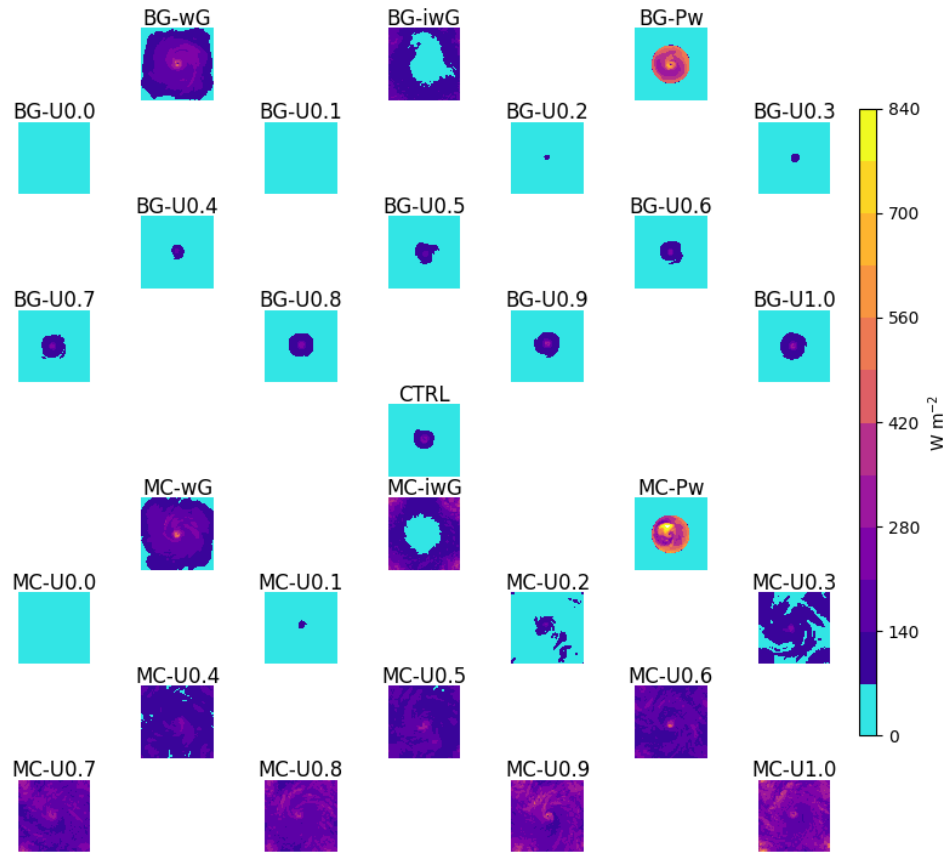 BG-wG BG-iwG BG-Pw
BG-U0.0 BG-U0.1 BG-U0.2 BG-U0.3
840
BG-U0.4 BG-U0.5 BG-U0.6
700
BG-U0.7 BG-U0.8 BG-U0.9 BG-U1.0
560
CTRL
420
W m⁻²
MC-wG MC-iwG MC-Pw
280
MC-U0.0 MC-U0.1 MC-U0.2 MC-U0.3
140
MC-U0.4 MC-U0.5 MC-U0.6
0
MC-U0.7 MC-U0.8 MC-U0.9 MC-U1.0